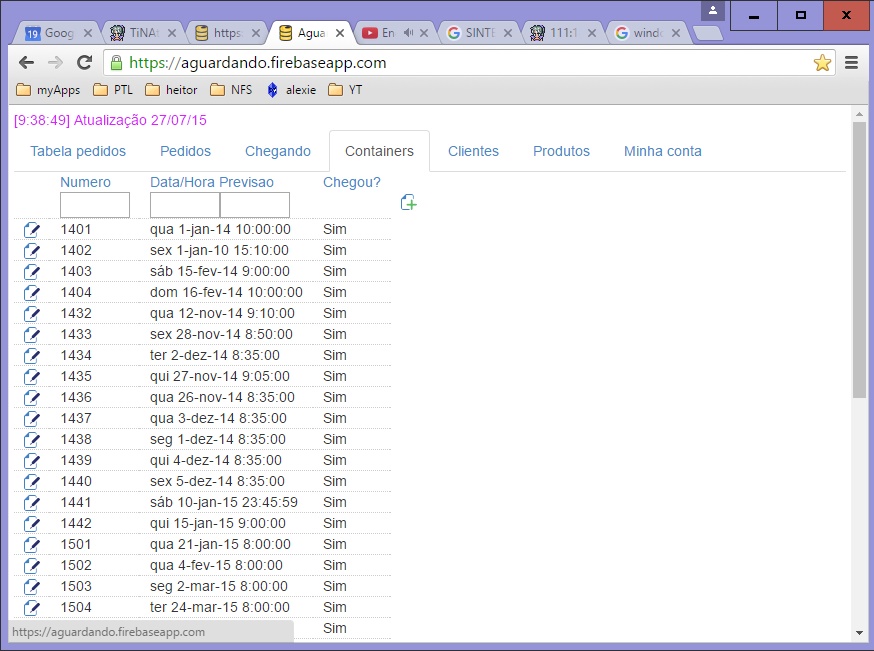 19 Goog
TiNA
https:
Agua
En
SINTE
111:1
wind
https://aguardando.firebaseapp.com
myApps PTL heitor NFS alexie YT
[9:38:49] Atualização 27/07/15
Tabela pedidos Pedidos Chegando Containers Clientes Produtos Minha conta
Numero Data/Hora Previsao Chegou?
1401 qua 1-jan-14 10:00:00 Sim
1402 sex 1-jan-10 15:10:00 Sim
1403 sáb 15-fev-14 9:00:00 Sim
1404 dom 16-fev-14 10:00:00 Sim
1432 qua 12-nov-14 9:10:00 Sim
1433 sex 28-nov-14 8:50:00 Sim
1434 ter 2-dez-14 8:35:00 Sim
1435 qui 27-nov-14 9:05:00 Sim
1436 qua 26-nov-14 8:35:00 Sim
1437 qua 3-dez-14 8:35:00 Sim
1438 seg 1-dez-14 8:35:00 Sim
1439 qui 4-dez-14 8:35:00 Sim
1440 sex 5-dez-14 8:35:00 Sim
1441 sáb 10-jan-15 23:45:59 Sim
1442 qui 15-jan-15 9:00:00 Sim
1501 qua 21-jan-15 8:00:00 Sim
1502 qua 4-fev-15 8:00:00 Sim
1503 seg 2-mar-15 8:00:00 Sim
1504 ter 24-mar-15 8:00:00 Sim
https://aguardando.firebaseapp.com Sim